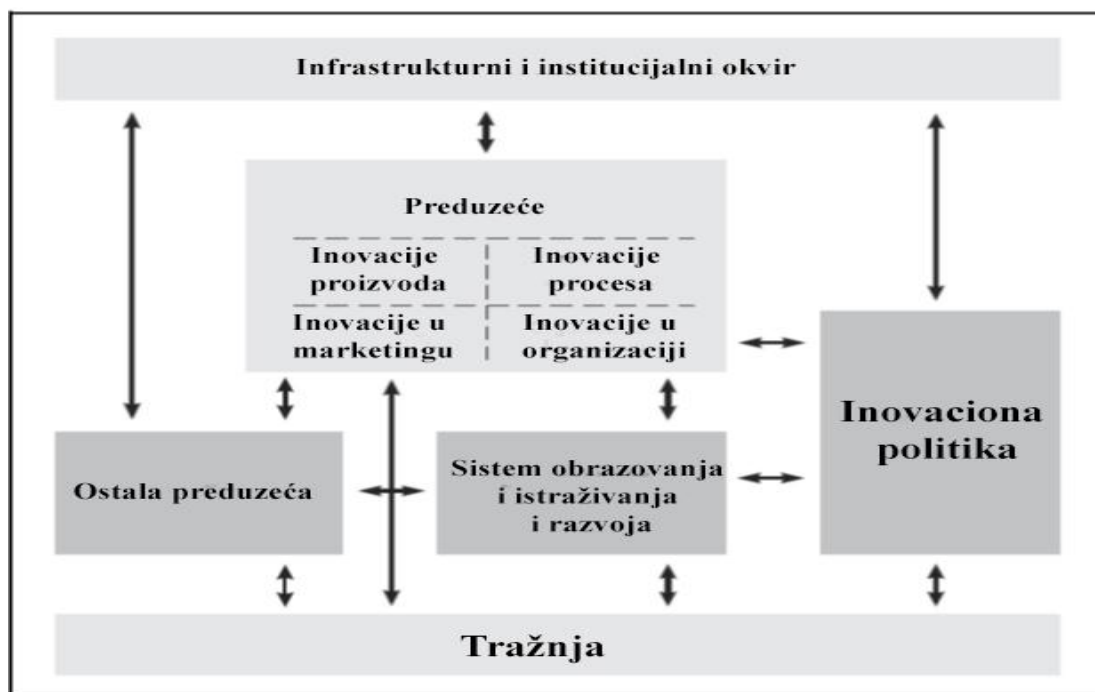 Infrastrukturni i institucijalni okvir
Preduzeće
Inovacije
proizvoda
Inovacije
procesa
Inovacije u
marketingu
Inovacije u
organizaciji
Inovaciona
politika
Ostala preduzeća
Sistem obrazovanja
i istraživanja
i razvoja
Tražnja